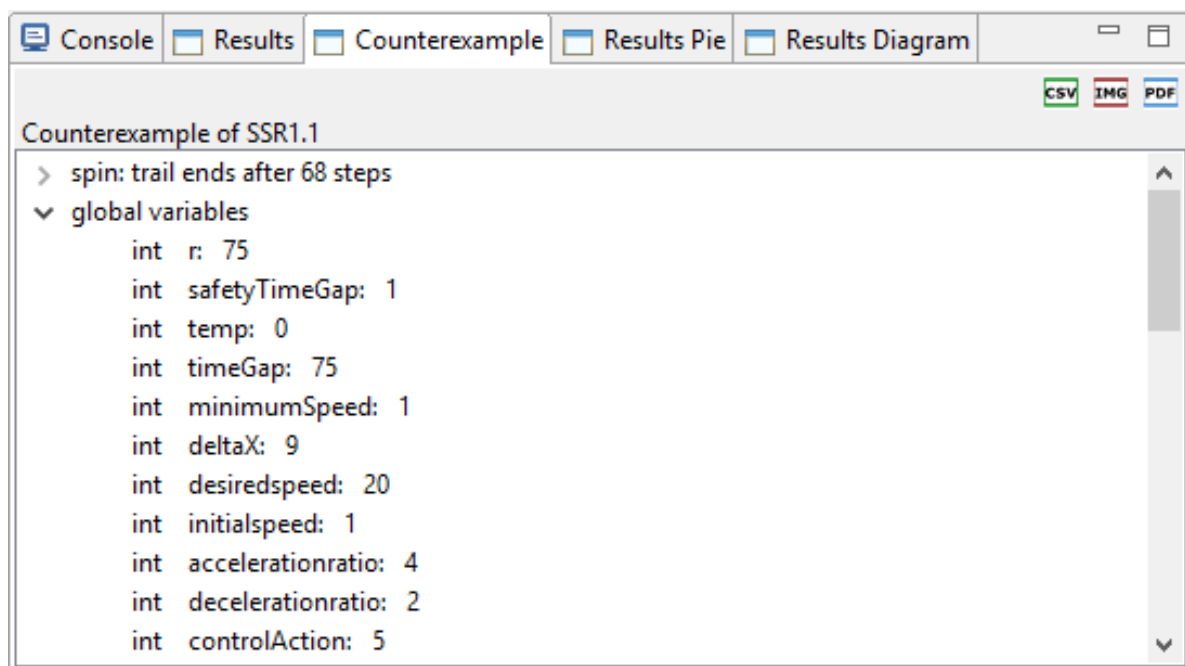 Console Results Counterexample Results Pie Results Diagram
CSV IMG PDF
Counterexample of SSR1.1
spin: trail ends after 68 steps
global variables
int r: 75
int safetyTimeGap: 1
int temp: 0
int timeGap: 75
int minimumSpeed: 1
int deltaX: 9
int desiredspeed: 20
int initialspeed: 1
int accelerationratio: 4
int decelerationratio: 2
int controlAction: 5